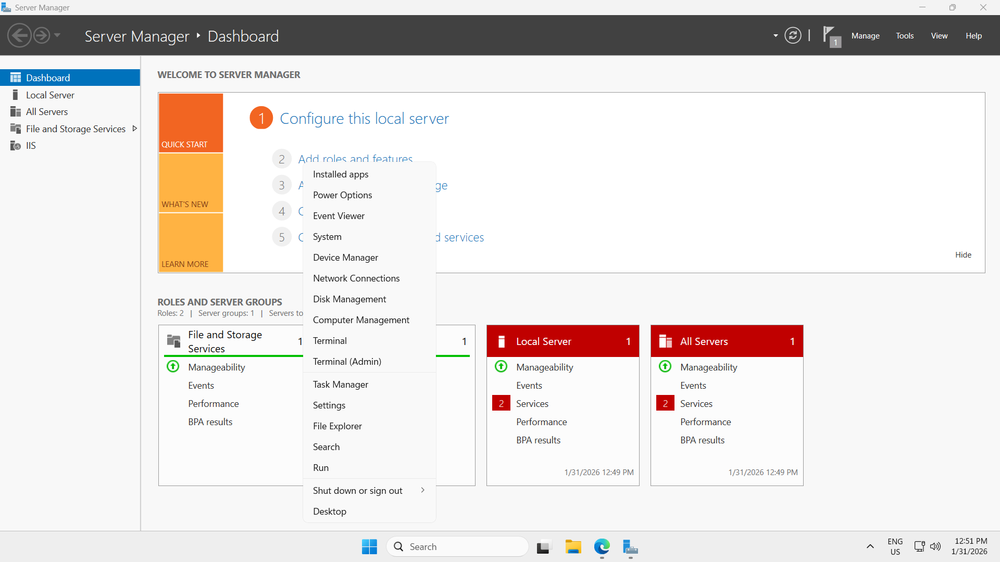 Server Manager
Server Manager Dashboard
1
Manage
Tools
View
Help
Dashboard
Local Server
All Servers
File and Storage Services
IIS
WELCOME TO SERVER MANAGER
QUICK START
WHAT'S NEW
LEARN MORE
1 Configure this local server
2 Add roles and features
3
ge
4
5
d services
Hide
Installed apps
Power Options
Event Viewer
System
Device Manager
Network Connections
Disk Management
Computer Management
Terminal
Terminal (Admin)
Task Manager
Settings
File Explorer
Search
Run
Shut down or sign out
Desktop
ROLES AND SERVER GROUPS
Roles: 2 | Server groups: 1 | Servers to
File and Storage
Services
1
Manageability
Events
Performance
BPA results
1
Local Server 1
Manageability
Events
2 Services
Performance
BPA results
1/31/2026 12:49 PM
All Servers 1
Manageability
Events
2 Services
Performance
BPA results
1/31/2026 12:49 PM
Search
ENG
US
12:51 PM
1/31/2026